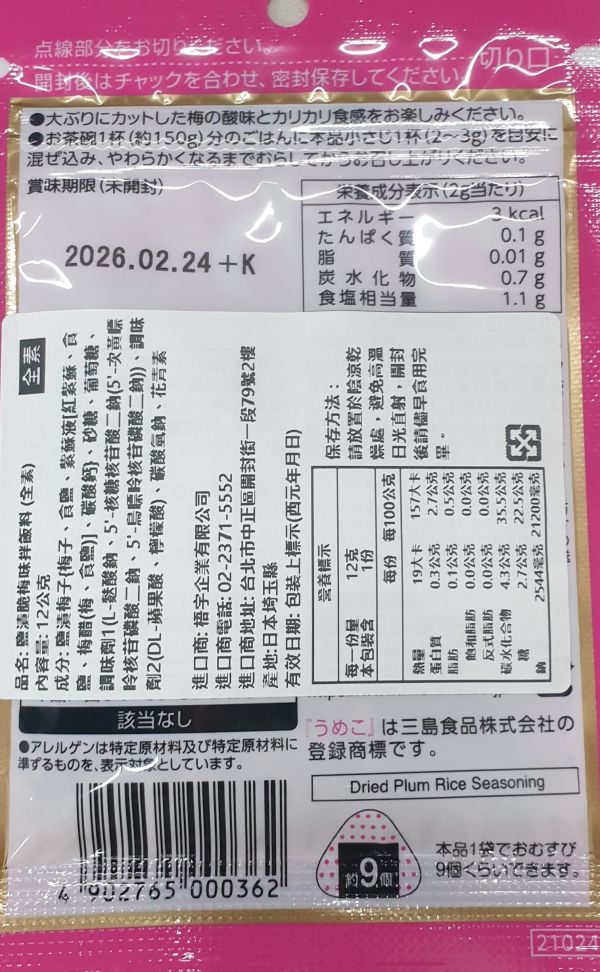 点線部分をお切りください。
切り口
開封後はチャックを合わせ、密封保存してください。
●大ぶりにカットした梅の酸味とカリカリ食感をお楽しみください。
●お茶碗1杯(約150g)分のごはんに本品小さじ1杯(2〜3g)を目安に
混ぜ込み、やわらかくなるまでむらしてからお召し上がりください。
賞味期限(未開封)
2026.02.24+K
栄養成分表示(2g当たり)
エネルギー 3 kcal
たんぱく質 0.1 g
脂質 0.01 g
炭水化物 0.7 g
食塩相当量 1.1 g
全素
品名: 鹽漬脆梅味拌飯料 (全素)
內容量: 12公克
成分: 鹽漬梅子{梅子、食鹽、紫蘇液[紅紫蘇、食
鹽、梅醋(梅、食鹽)]、碳酸鈣}、砂糖、葡萄糖、
調味劑1(L-麩酸鈉、5'-核糖核苷酸二鈉(5'-次黃嘌
呤核苷磷酸二鈉、5'-鳥嘌呤核苷磷酸二鈉))、調味
劑2(DL-蘋果酸、檸檬酸)、碳酸氫鈉、花青素
進口商: 梧宇企業有限公司
進口商電話: 02-2371-5552
進口商地址: 台北市中正區開封街一段79號2樓
產地: 日本埼玉縣
有效日期: 包裝上標示(西元年月日)
營養標示
每一份量 12克
本包裝含 1份
每份 每100公克
熱量 19大卡 157大卡
蛋白質 0.3公克 2.7公克
脂肪 0.1公克 0.5公克
飽和脂肪 0.0公克 0.0公克
反式脂肪 0.0公克 0.0公克
碳水化合物 4.3公克 35.5公克
糖 2.7公克 22.5公克
鈉 2544毫克 21200毫克
保存方法:
請放置於陰涼乾
燥處，避免高溫
日光直射，開封
後請儘早食用完
畢。
該当なし
●アレルゲンは特定原材料及び特定原材料に
準ずるものを、表示対象としています。
『うめこ』は三島食品株式会社の
登録商標です。
Dried Plum Rice Seasoning
4 902765 000362
約9個
本品1袋でおむすび
9個くらいできます。
21024